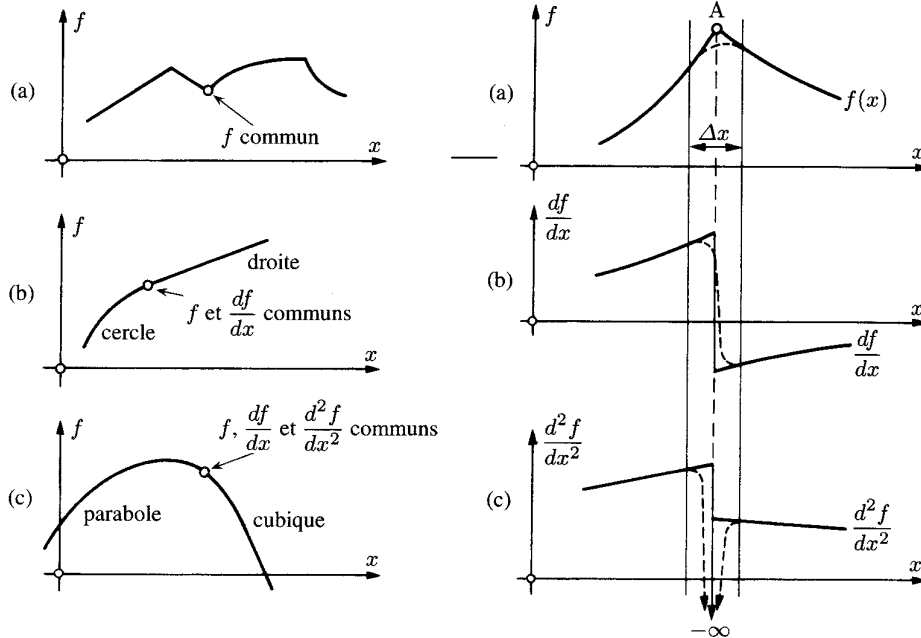 f
(a)
f commun
x
f
(b)
droite
f et df/dx communs
cercle
x
f
f, df/dx et d²f/dx² communs
(c)
parabole
cubique
x
f
A
(a)
f(x)
Δx
x
df/dx
(b)
x
df/dx
d²f/dx²
(c)
d²f/dx²
x
−∞